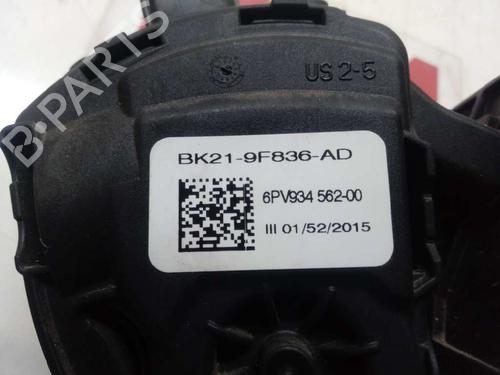 US 2-5
BK21-9F836-AD
6PV934 562-00
III 01/52/2015
B-PARTS